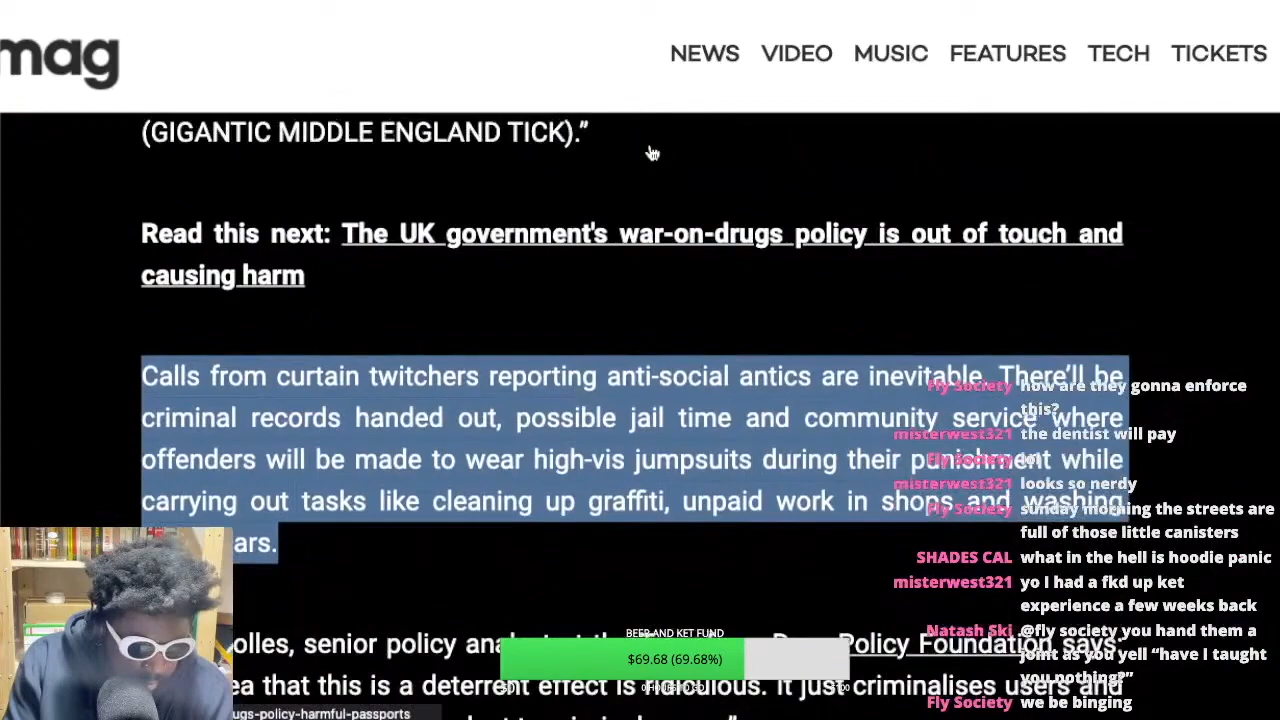 mag
NEWS VIDEO MUSIC FEATURES TECH TICKETS
(GIGANTIC MIDDLE ENGLAND TICK).”
Read this next: The UK government's war-on-drugs policy is out of touch and
causing harm
Calls from curtain twitchers reporting anti-social antics are inevitable. There’ll be
criminal records handed out, possible jail time and community service where
offenders will be made to wear high-vis jumpsuits during their punishment while
carrying out tasks like cleaning up graffiti, unpaid work in shops and washing
ars.
olles, senior policy
Policy Foundation says:
ea that this is a deterrent effect is ridiculous. It just criminalises users and
ugs-policy-harmful-passports
BEER AND KET FUND
$69.68 (69.68%)
Fly Society how are they gonna enforce
this?
misterwest321 the dentist will pay
Fly Society lol
misterwest321 looks so nerdy
Fly Society sunday morning the streets are
full of those little canisters
SHADES CAL what in the hell is hoodie panic
misterwest321 yo I had a fkd up ket
experience a few weeks back
Natash Ski @fly society you hand them a
joint as you yell “have I taught
you nothing?”
Fly Society we be binging